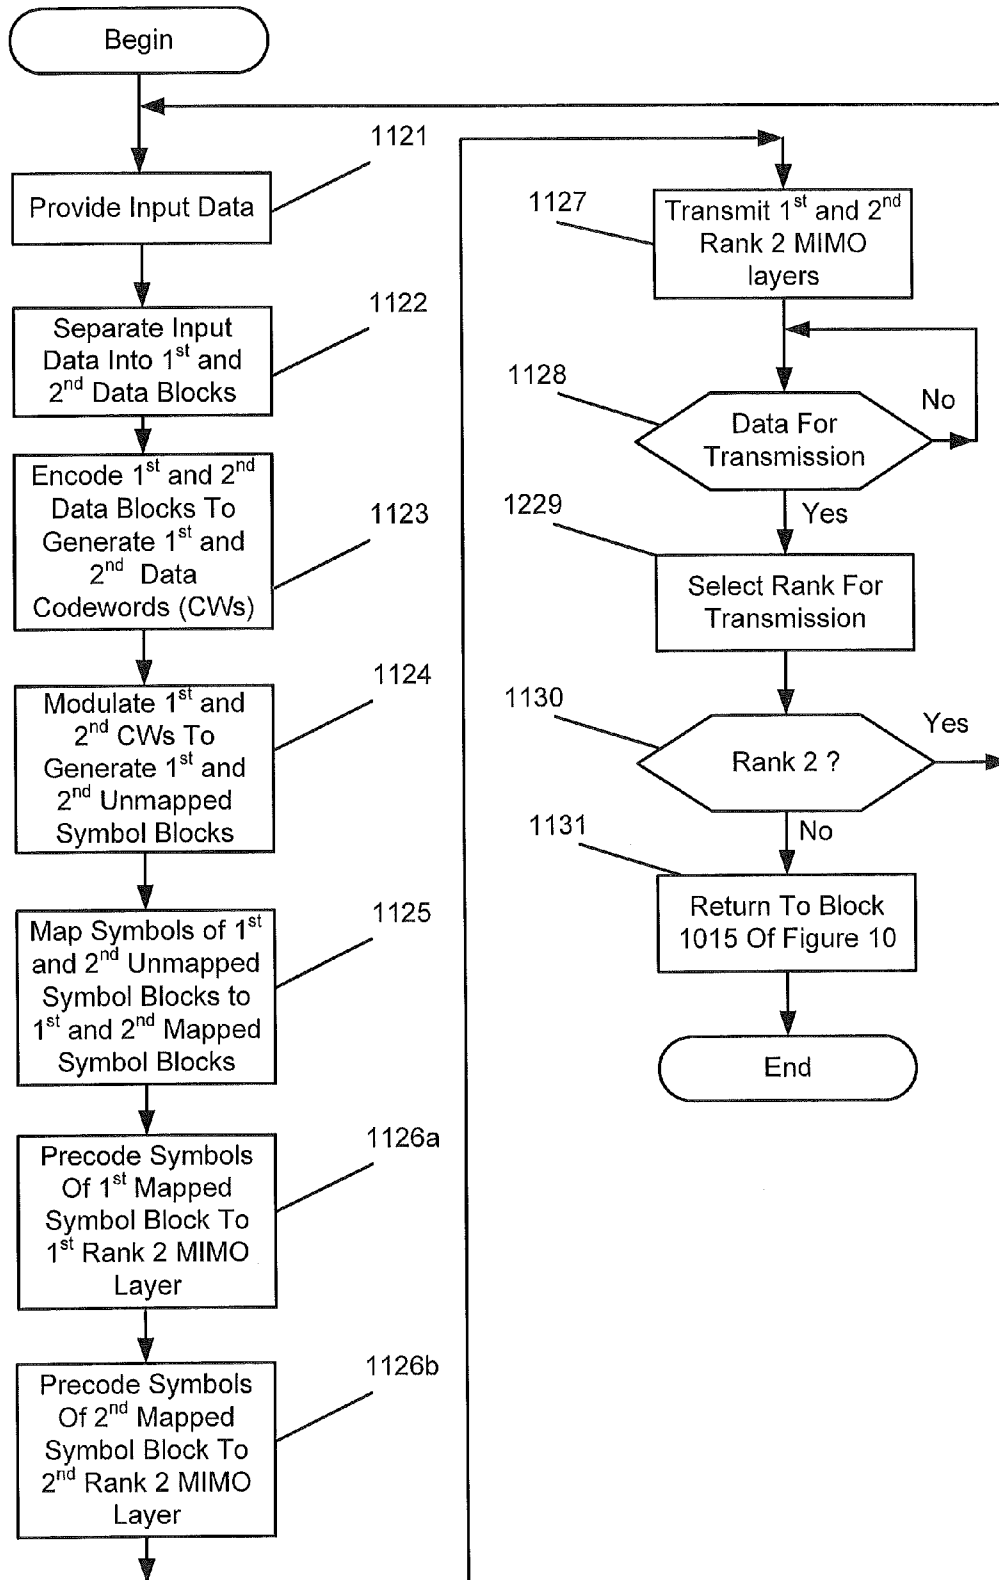 Begin
1121
Provide Input Data
1122
Separate Input
Data Into 1st and
2nd Data Blocks
1123
Encode 1st and 2nd
Data Blocks To
Generate 1st and
2nd Data
Codewords (CWs)
1124
Modulate 1st and
2nd CWs To
Generate 1st and
2nd Unmapped
Symbol Blocks
1125
Map Symbols of 1st
and 2nd Unmapped
Symbol Blocks to
1st and 2nd Mapped
Symbol Blocks
1126a
Precode Symbols
Of 1st Mapped
Symbol Block To
1st Rank 2 MIMO
Layer
1126b
Precode Symbols
Of 2nd Mapped
Symbol Block To
2nd Rank 2 MIMO
Layer
1127
Transmit 1st and 2nd
Rank 2 MIMO
layers
1128
Data For
Transmission
No
Yes
1229
Select Rank For
Transmission
1130
Rank 2 ?
Yes
No
1131
Return To Block
1015 Of Figure 10
End